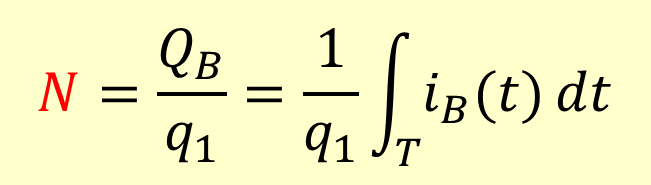 N = Q_B / q_1 = 1 / q_1 ∫_T i_B(t) dt